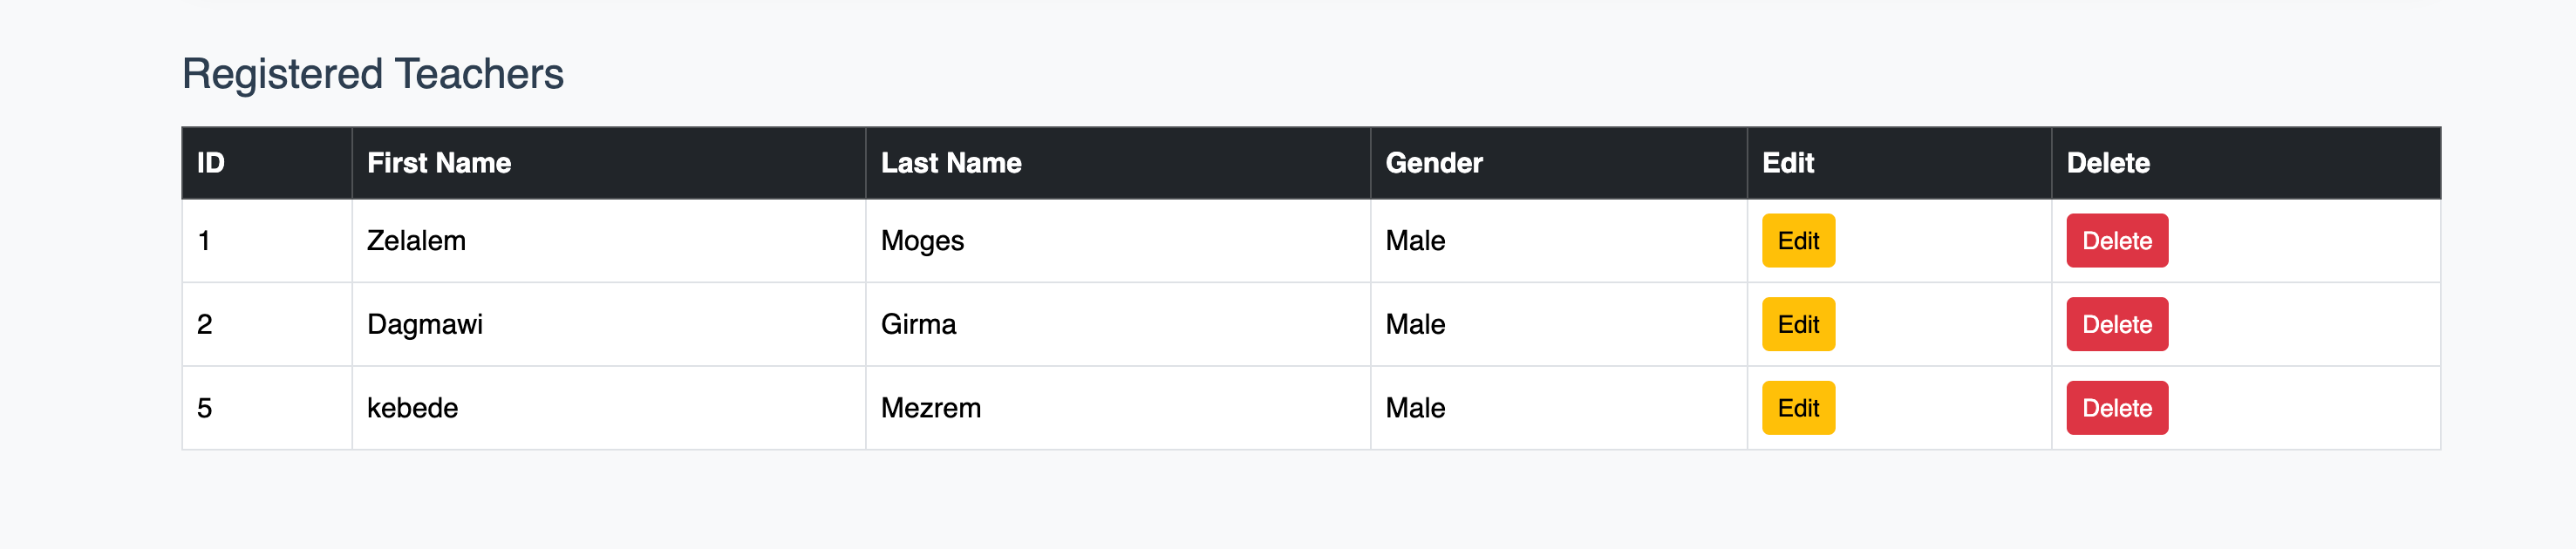 Registered Teachers
ID First Name Last Name Gender Edit Delete
1 Zelalem Moges Male Edit Delete
2 Dagmawi Girma Male Edit Delete
5 kebede Mezrem Male Edit Delete